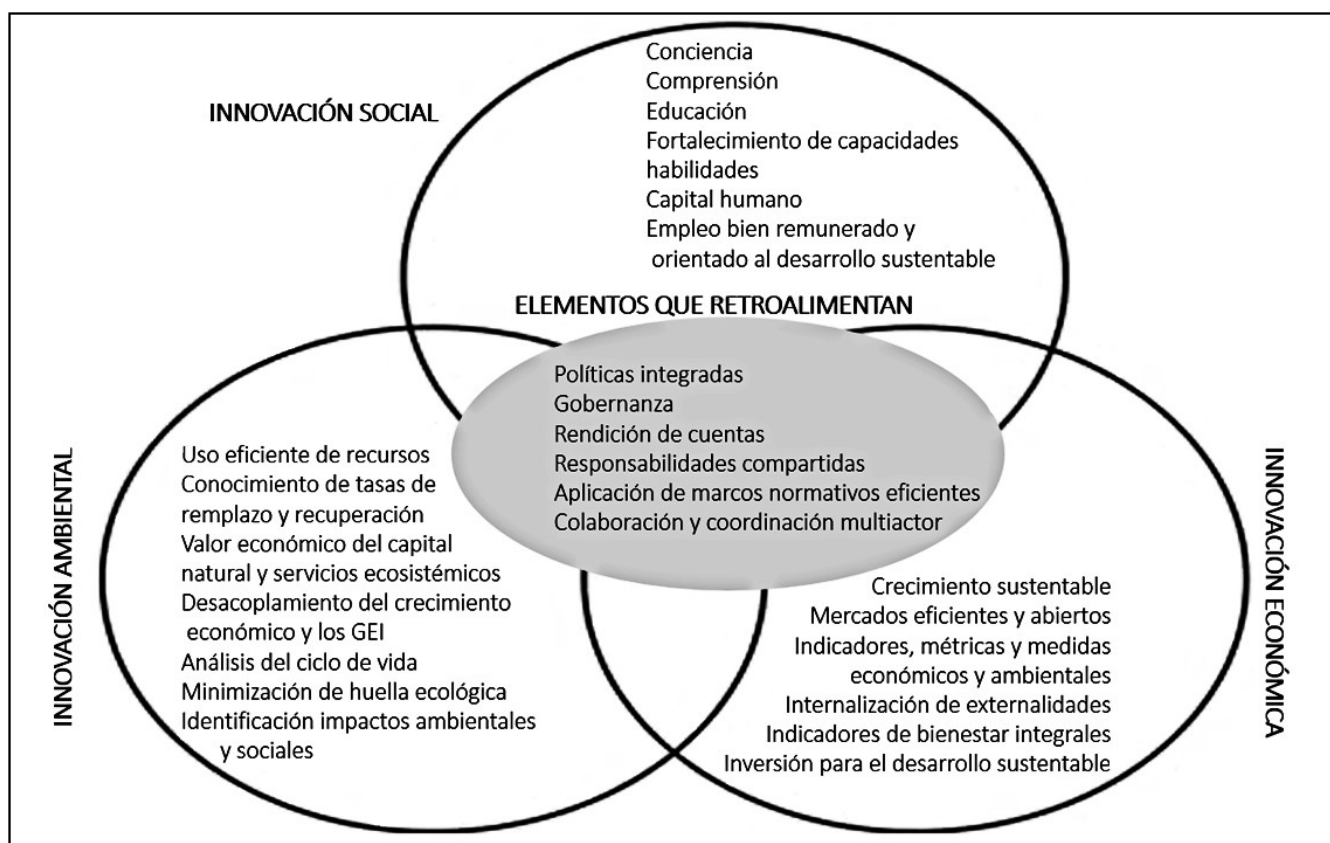 INNOVACIÓN SOCIAL
Conciencia
Comprensión
Educación
Fortalecimiento de capacidades
habilidades
Capital humano
Empleo bien remunerado y
orientado al desarrollo sustentable
ELEMENTOS QUE RETROALIMENTAN
Políticas integradas
Gobernanza
Rendición de cuentas
Responsabilidades compartidas
Aplicación de marcos normativos eficientes
Colaboración y coordinación multiactor
INNOVACIÓN AMBIENTAL
Uso eficiente de recursos
Conocimiento de tasas de
remplazo y recuperación
Valor económico del capital
natural y servicios ecosistémicos
Desacoplamiento del crecimiento
económico y los GEI
Análisis del ciclo de vida
Minimización de huella ecológica
Identificación impactos ambientales
y sociales
INNOVACIÓN ECONÓMICA
Crecimiento sustentable
Mercados eficientes y abiertos
Indicadores, métricas y medidas
económicos y ambientales
Internalización de externalidades
Indicadores de bienestar integrales
Inversión para el desarrollo sustentable